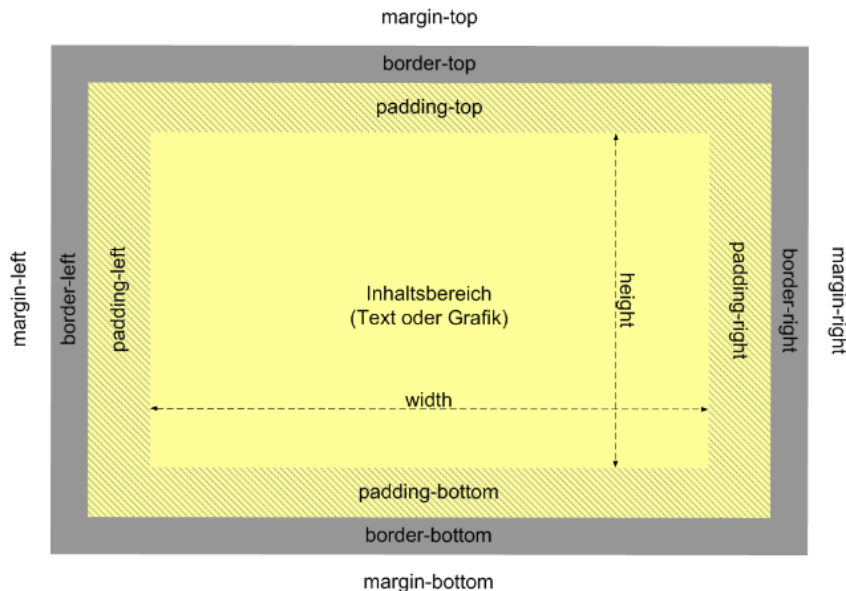 margin-top
border-top
padding-top
margin-left
border-left
padding-left
Inhaltsbereich
(Text oder Grafik)
height
padding-right
border-right
margin-right
width
padding-bottom
border-bottom
margin-bottom